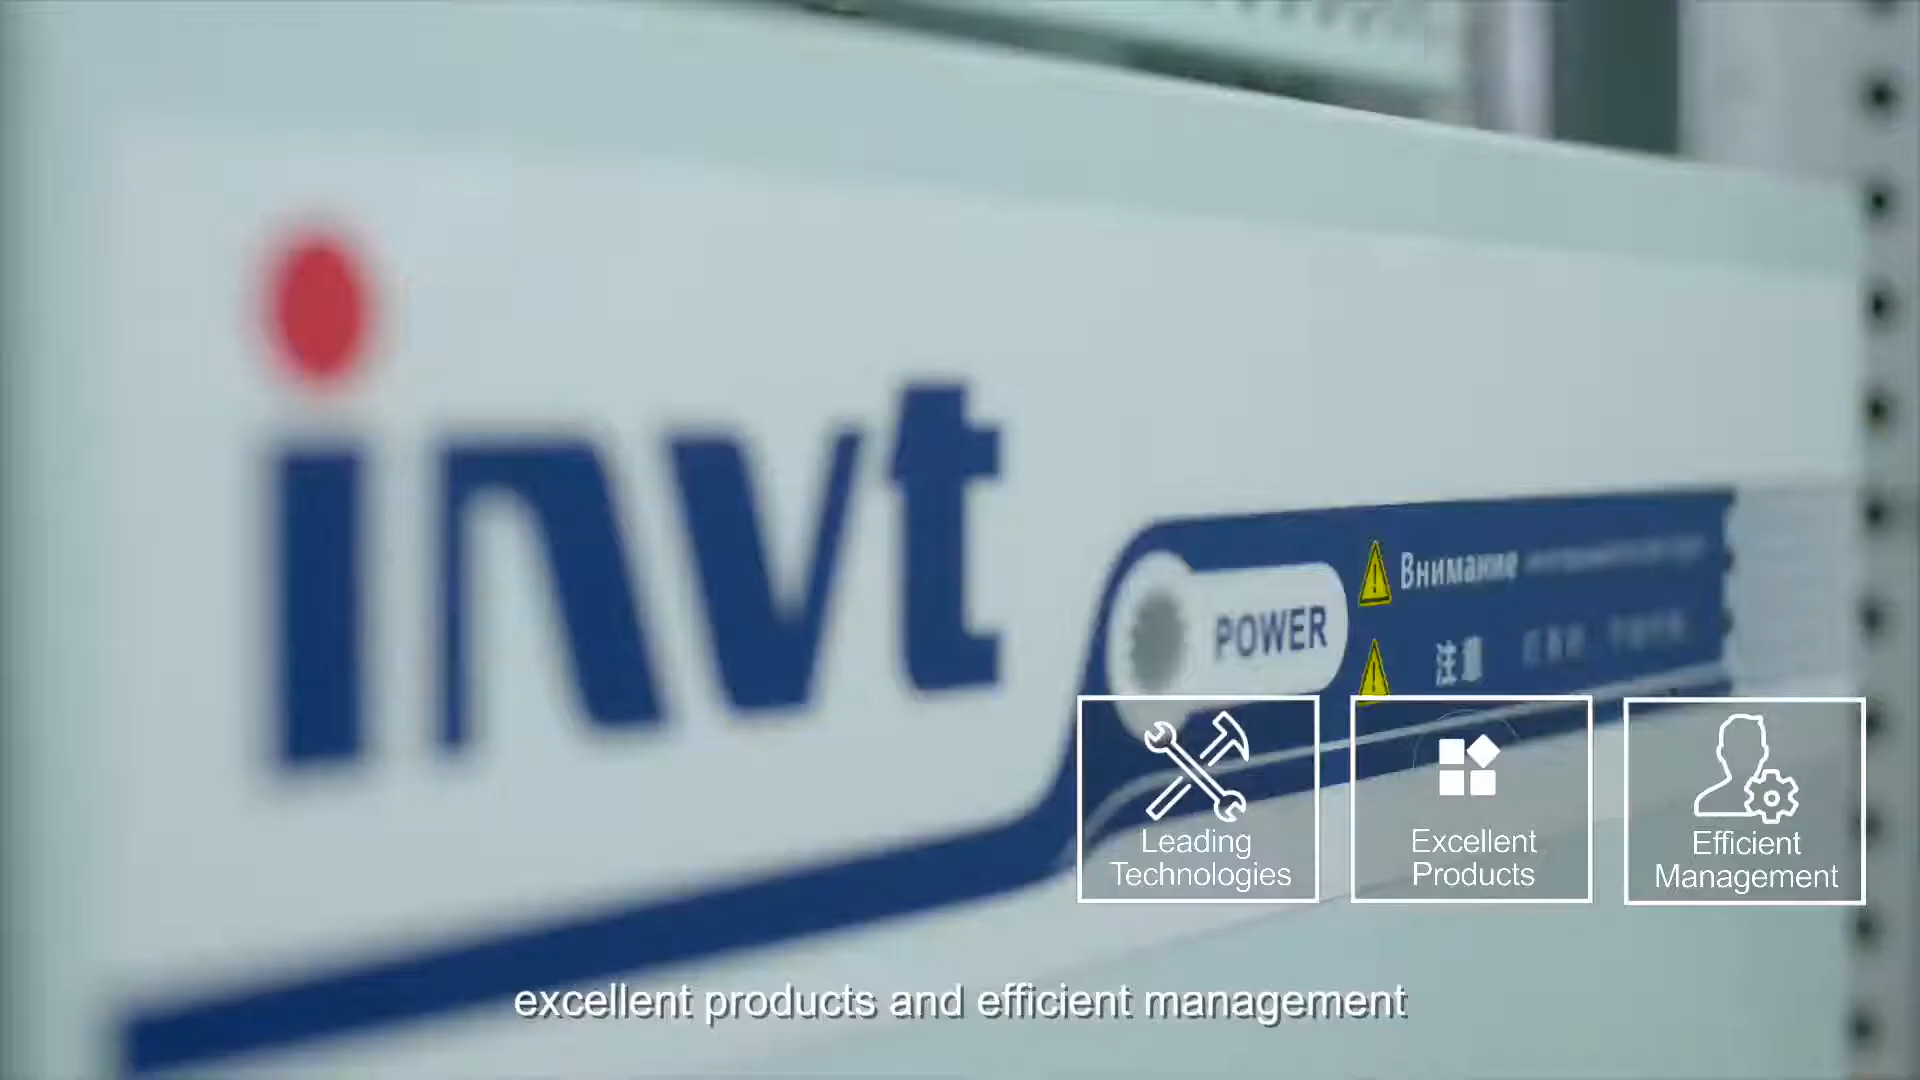 invt
POWER
Внимание
注意
Leading
Technologies
Excellent
Products
Efficient
Management
excellent products and efficient management